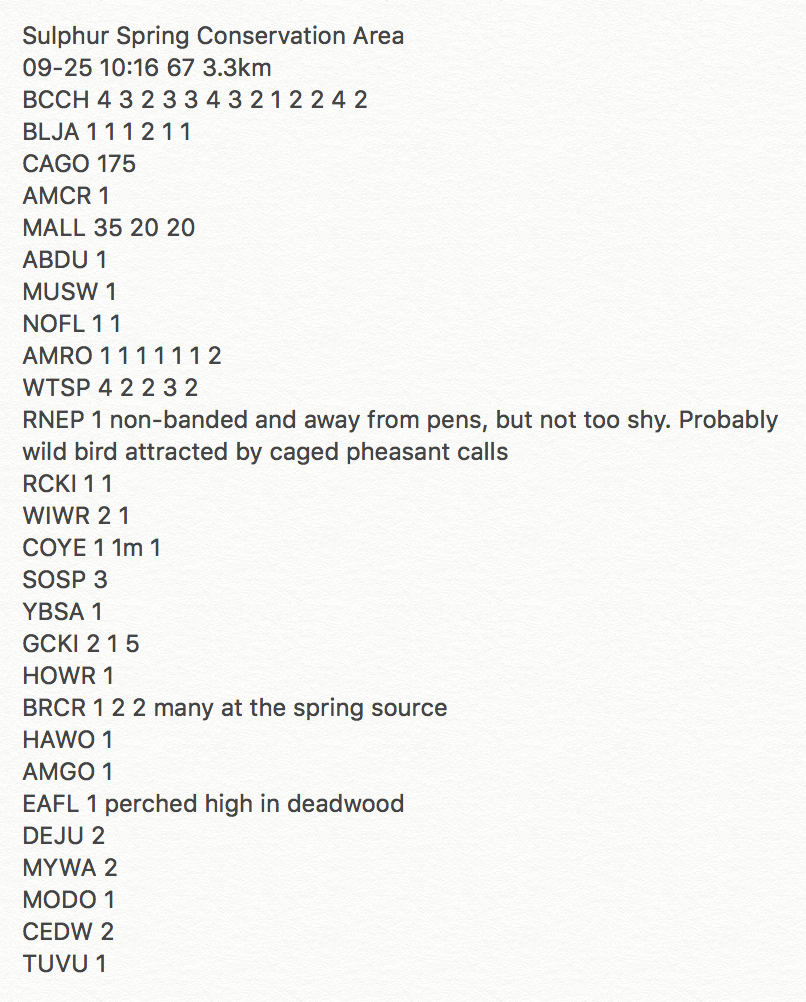 Sulphur Spring Conservation Area
09-25 10:16 67 3.3km
BCCH 4 3 2 3 3 4 3 2 1 2 2 4 2
BLJA 1 1 1 2 1 1
CAGO 175
AMCR 1
MALL 35 20 20
ABDU 1
MUSW 1
NOFL 1 1
AMRO 1 1 1 1 1 1 2
WTSP 4 2 2 3 2
RNEP 1 non-banded and away from pens, but not too shy. Probably
wild bird attracted by caged pheasant calls
RCKI 1 1
WIWR 2 1
COYE 1 1m 1
SOSP 3
YBSA 1
GCKI 2 1 5
HOWR 1
BRCR 1 2 2 many at the spring source
HAWO 1
AMGO 1
EAFL 1 perched high in deadwood
DEJU 2
MYWA 2
MODO 1
CEDW 2
TUVU 1